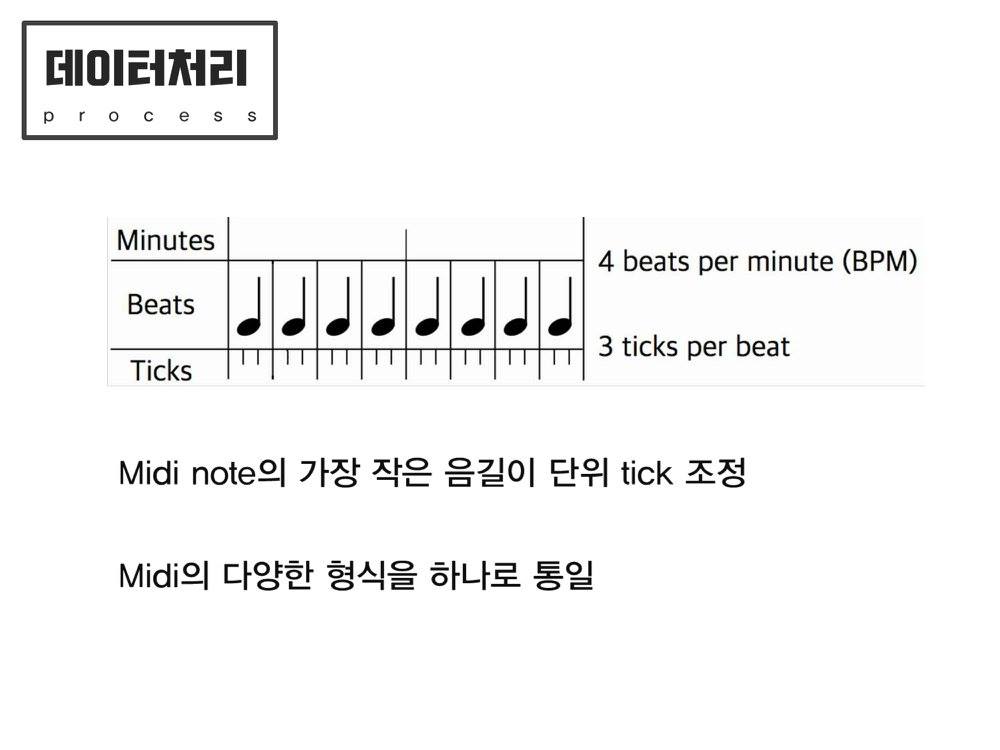 데이터처리
process
Minutes
4 beats per minute (BPM)
Beats
3 ticks per beat
Ticks
Midi note의 가장 작은 음길이 단위 tick 조정
Midi의 다양한 형식을 하나로 통일